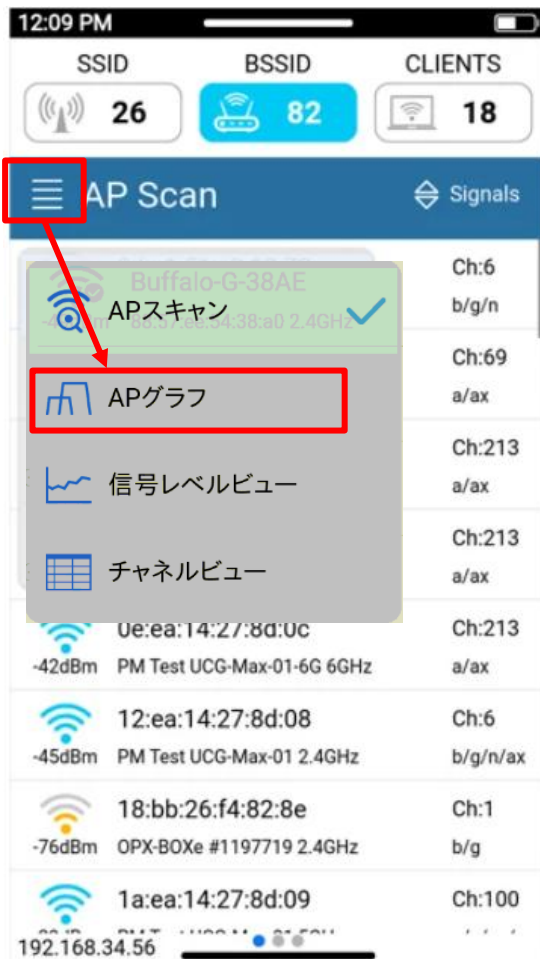 12:09 PM
SSID
BSSID
CLIENTS
26
82
18
AP Scan
Signals
Buffalo-G-38AE
APスキャン
2.4GHz
Ch:6
b/g/n
APグラフ
Ch:69
a/ax
信号レベルビュー
Ch:213
a/ax
チャネルビュー
Ch:213
a/ax
0e:ea:14:27:8d:0c
Ch:213
-42dBm PM Test UCG-Max-01-6G 6GHz
a/ax
12:ea:14:27:8d:08
Ch:6
-45dBm PM Test UCG-Max-01 2.4GHz
b/g/n/ax
18:bb:26:f4:82:8e
Ch:1
-76dBm OPX-BOXe #1197719 2.4GHz
b/g
1a:ea:14:27:8d:09
Ch:100
192.168.34.56